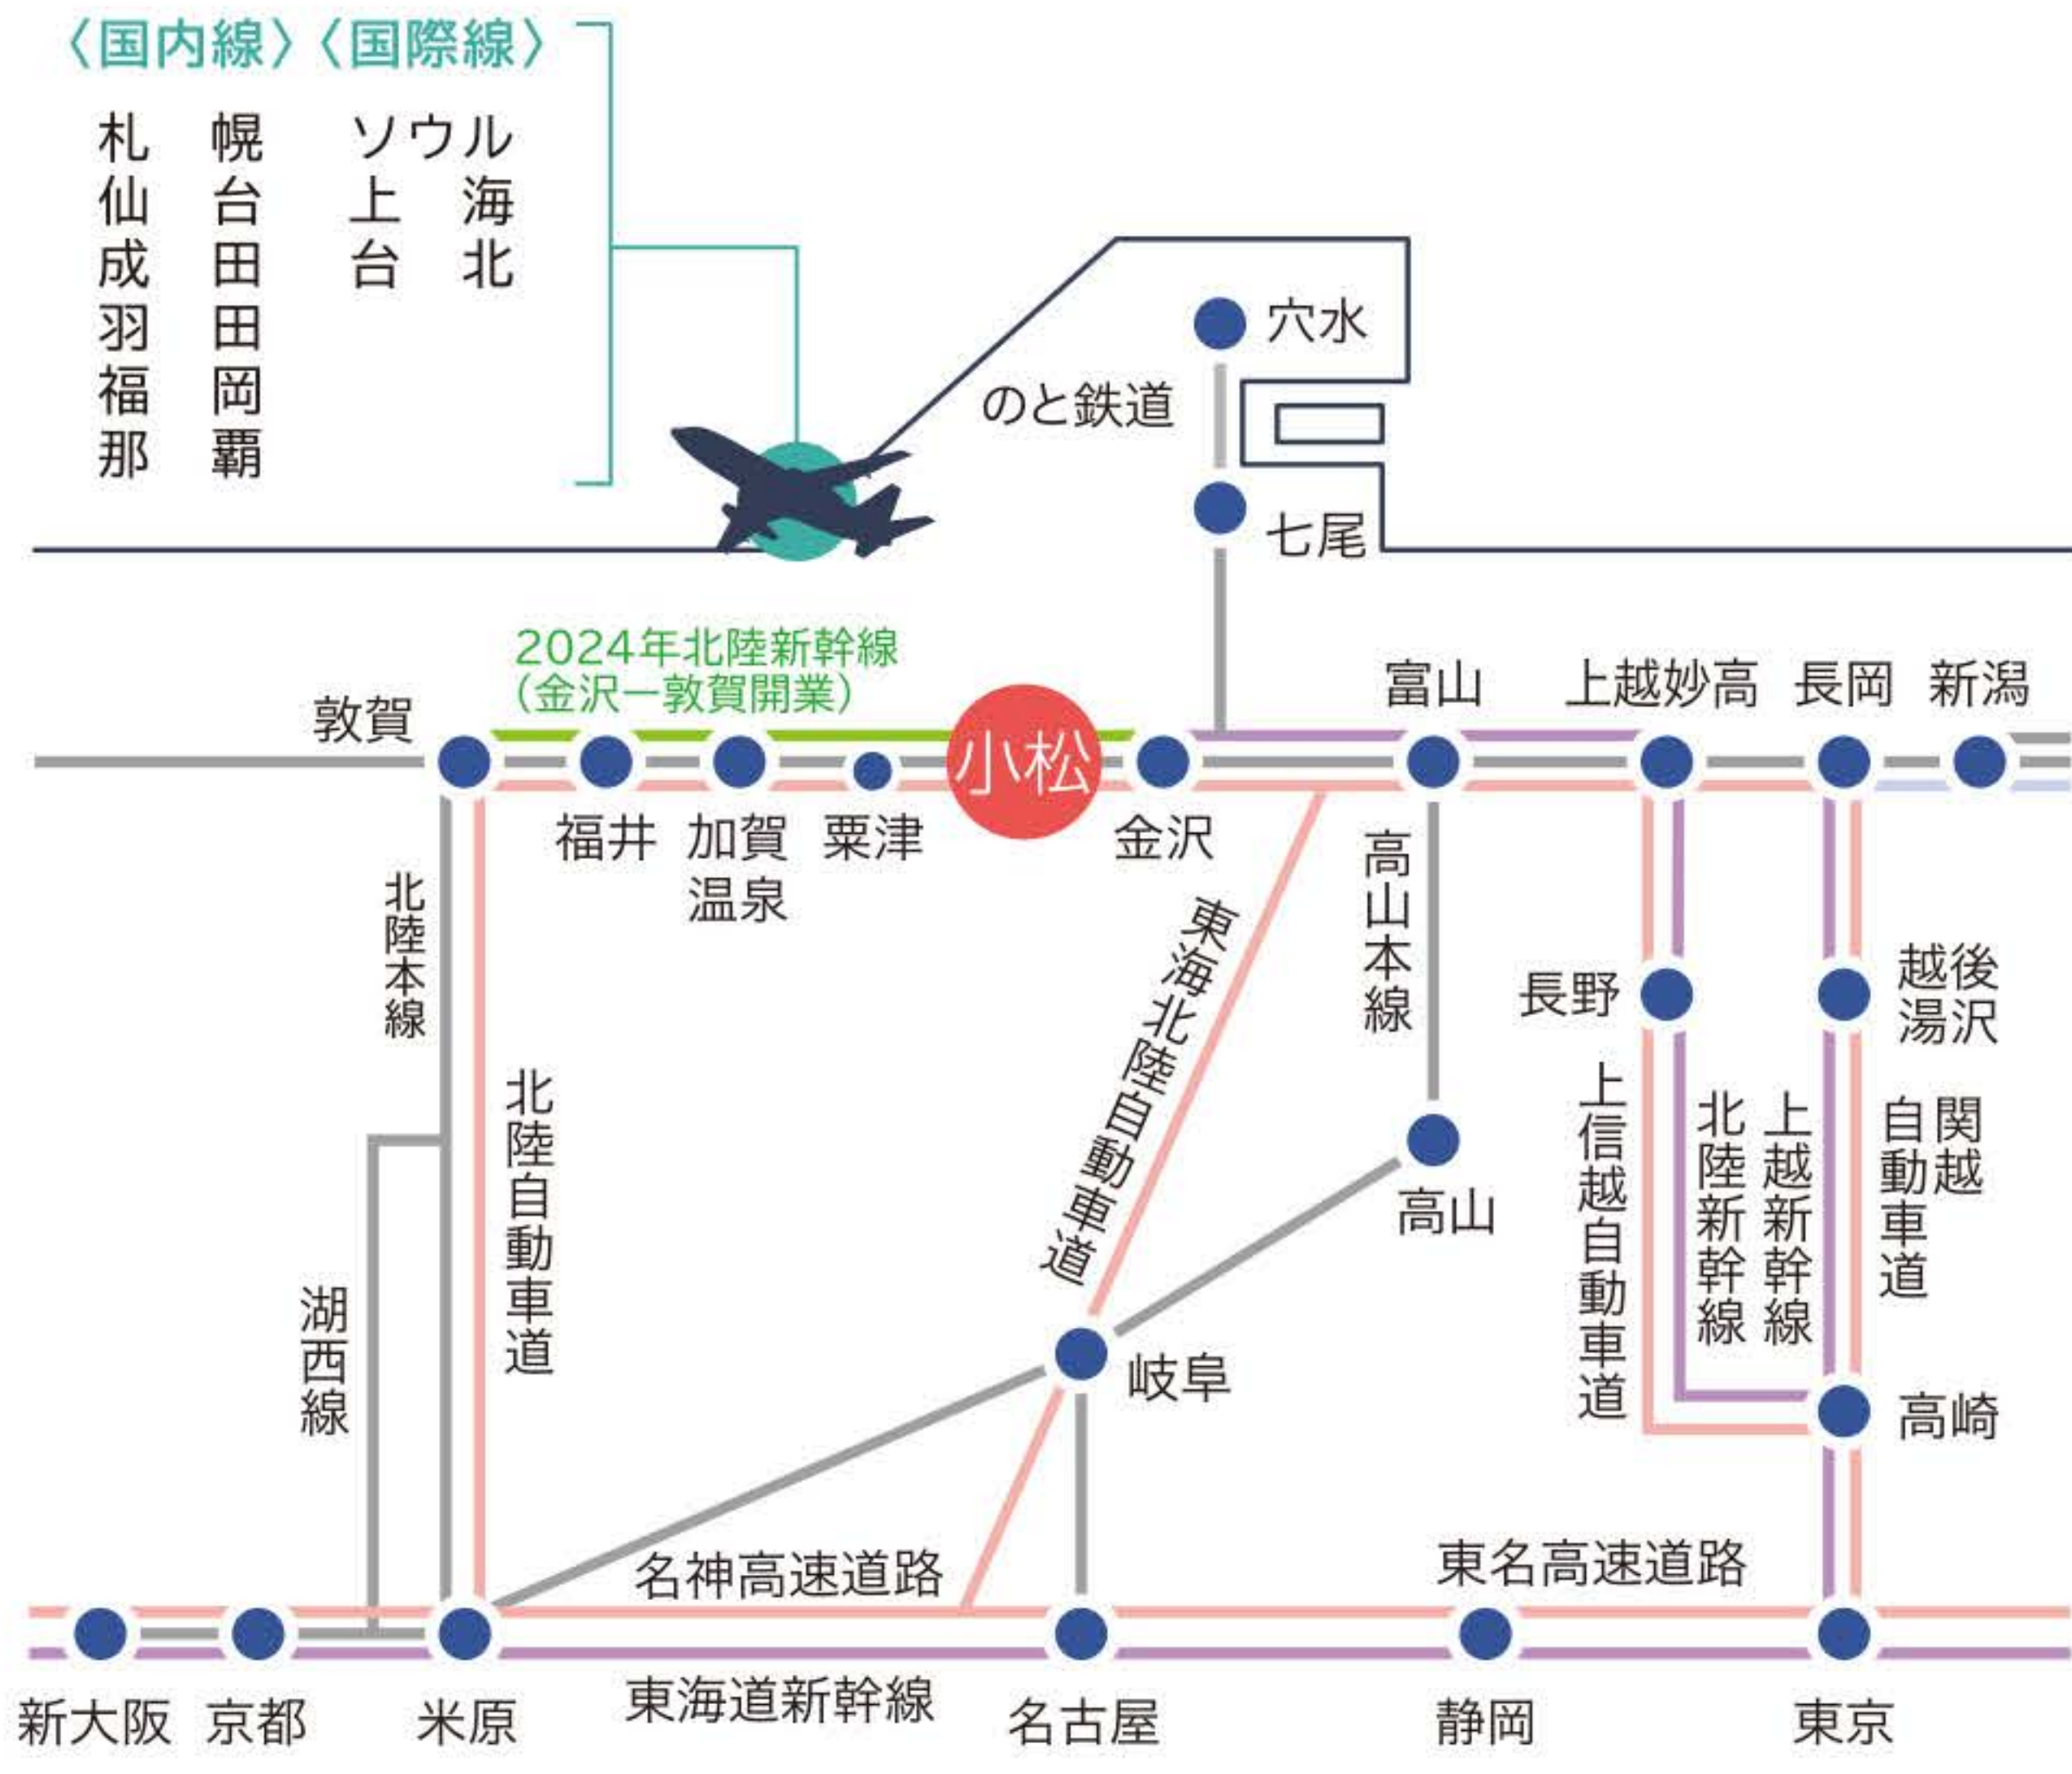 〈国内線〉〈国際線〉
札幌 ソウル
仙台 上海
成田 台北
羽田
福岡
那覇
穴水
のと鉄道
七尾
2024年北陸新幹線
（金沢ー敦賀開業）
敦賀
小松
富山
上越妙高
長岡
新潟
福井
加賀
温泉
粟津
金沢
北陸本線
北陸自動車道
湖西線
東海北陸自動車道
高山本線
高山
長野
越後
湯沢
上信越自動車道
北陸新幹線
上越新幹線
関越
自動車道
岐阜
高崎
名神高速道路
東名高速道路
東海道新幹線
新大阪
京都
米原
名古屋
静岡
東京